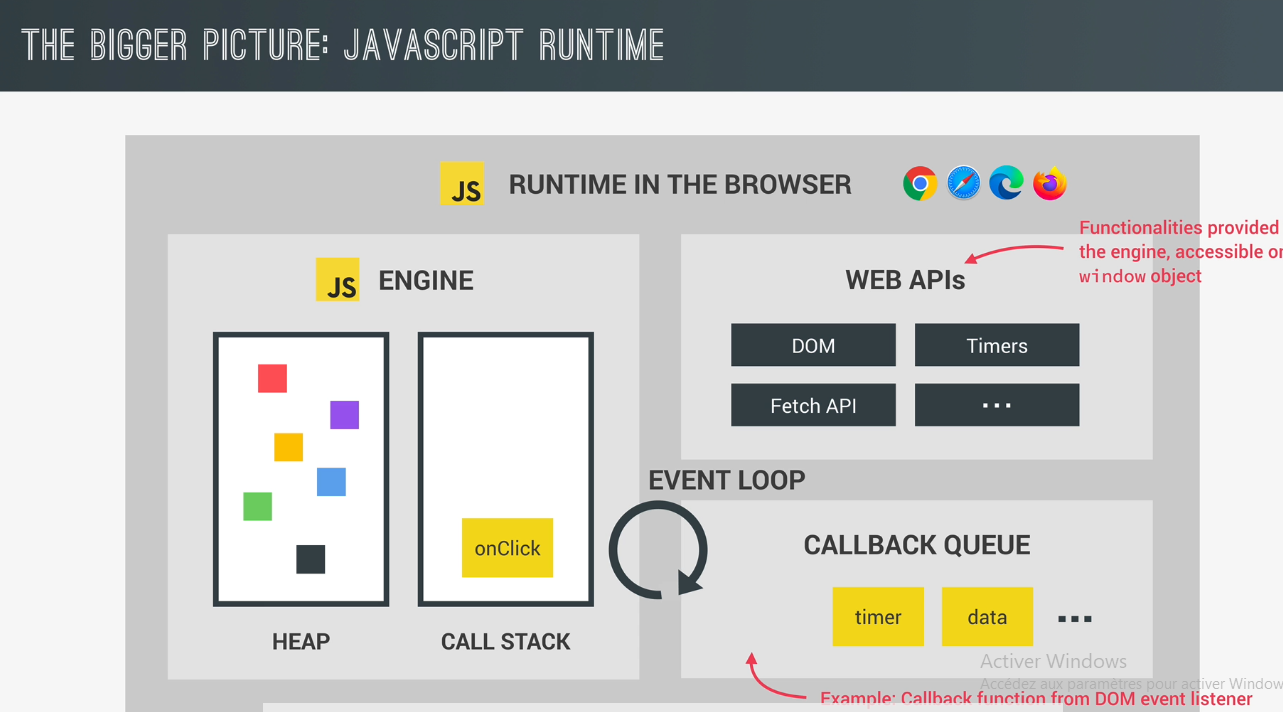 THE BIGGER PICTURE: JAVASCRIPT RUNTIME
JS RUNTIME IN THE BROWSER
Functionalities provided
the engine, accessible on
window object
JS ENGINE
WEB APIs
DOM
Timers
Fetch API
...
EVENT LOOP
onClick
CALLBACK QUEUE
timer
data
...
HEAP
CALL STACK
Activer Windows
Accédez aux paramètres pour activer Window
Example: Callback function from DOM event listener